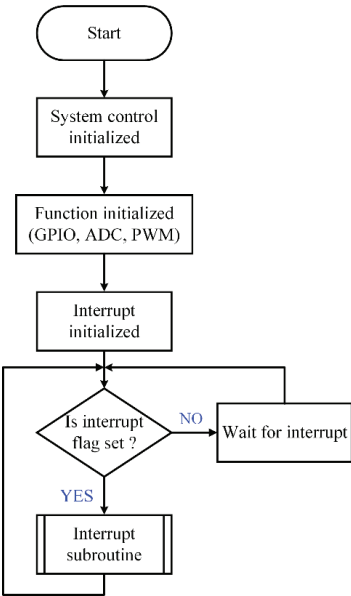 Start
System control
initialized
Function initialized
(GPIO, ADC, PWM)
Interrupt
initialized
Is interrupt
flag set ?
NO
Wait for interrupt
YES
Interrupt
subroutine